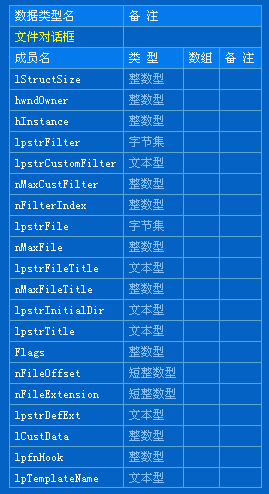 数据类型名 备 注
文件对话框
成员名 类 型 数组 备 注
lStructSize 整数型
hwndOwner 整数型
hInstance 整数型
lpstrFilter 字节集
lpstrCustomFilter 文本型
nMaxCustFilter 整数型
nFilterIndex 整数型
lpstrFile 字节集
nMaxFile 整数型
lpstrFileTitle 文本型
nMaxFileTitle 整数型
lpstrInitialDir 文本型
lpstrTitle 文本型
Flags 整数型
nFileOffset 短整数型
nFileExtension 短整数型
lpstrDefExt 文本型
lCustData 整数型
lpfnHook 整数型
lpTemplateName 文本型